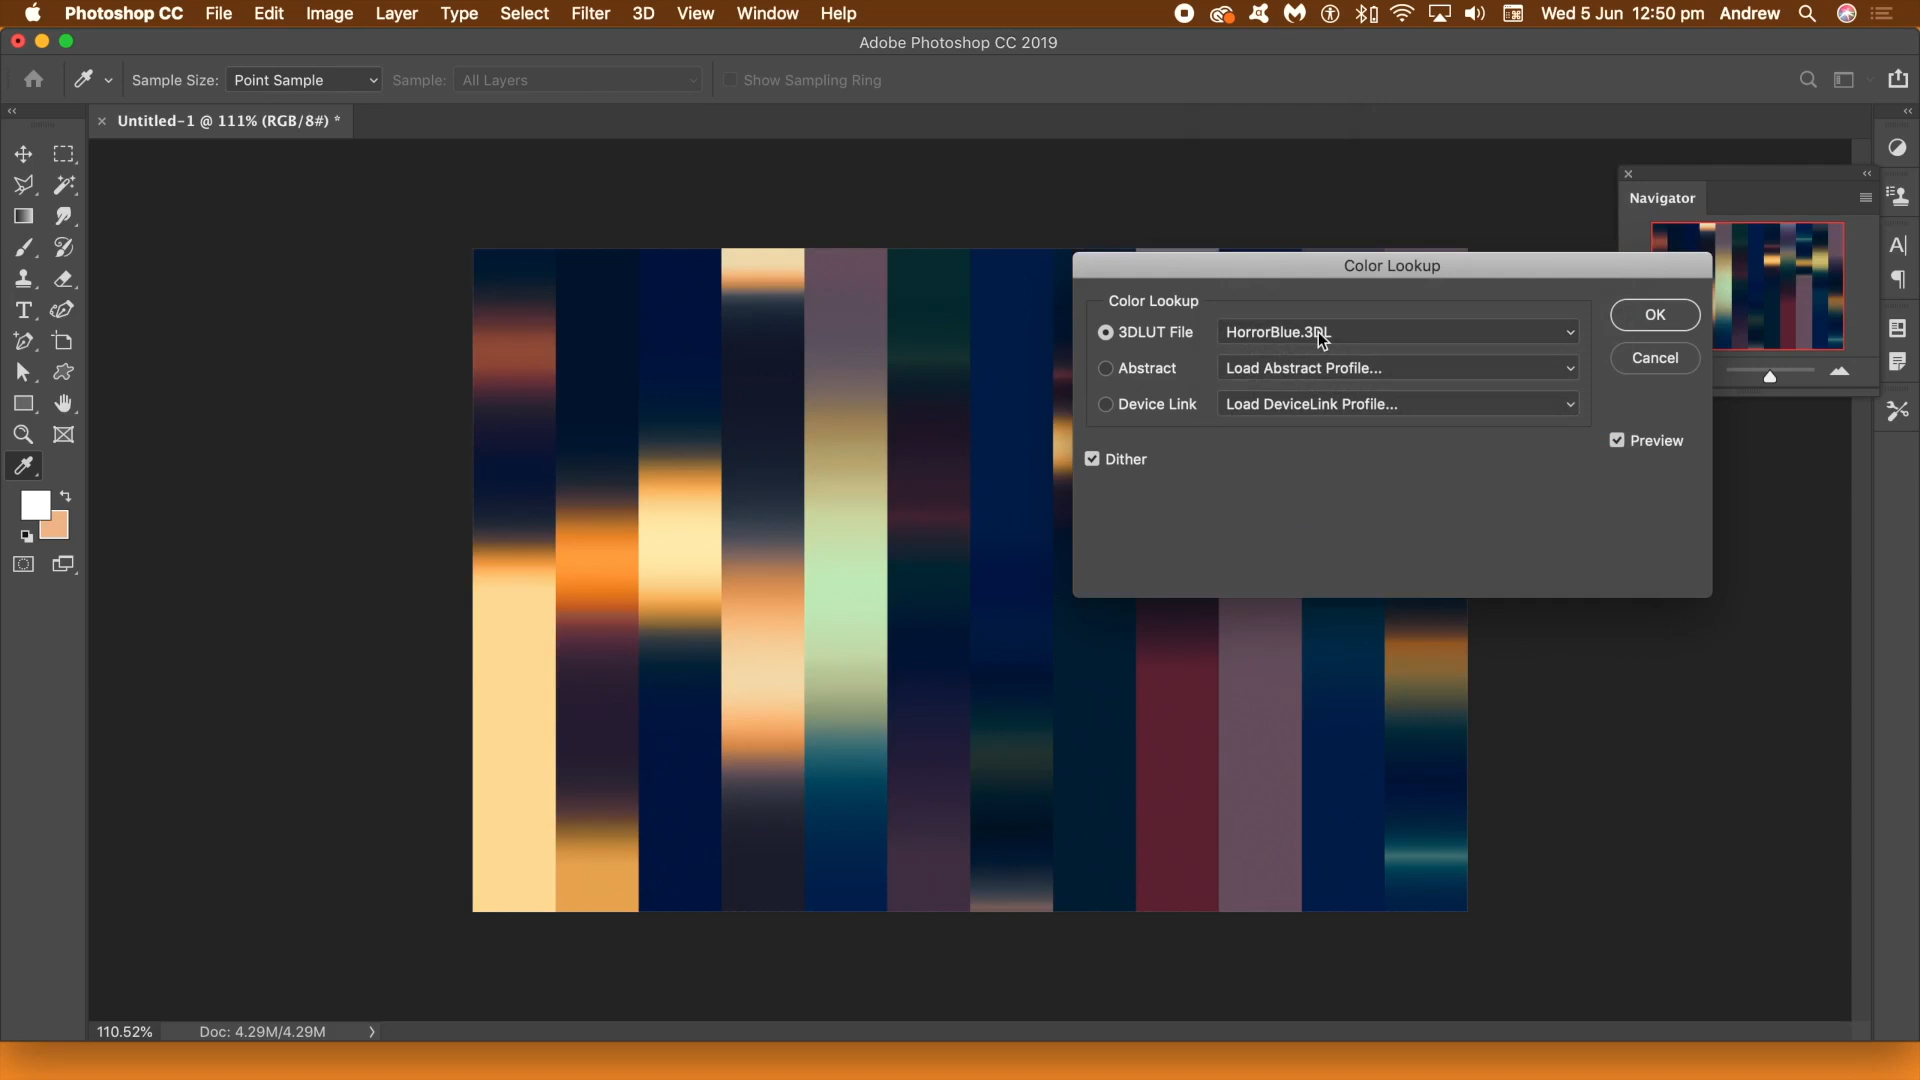 Photoshop CC File Edit Image Layer Type Select Filter 3D View Window Help Wed 5 Jun 12:50 pm Andrew
Adobe Photoshop CC 2019
Sample Size: Point Sample Sample: All Layers Show Sampling Ring
Untitled-1 @ 111% (RGB/8#) *
Navigator
Color Lookup
Color Lookup
3DLUT File HorrorBlue.3DL
Abstract Load Abstract Profile...
Device Link Load DeviceLink Profile...
Dither
OK
Cancel
Preview
110.52% Doc: 4.29M/4.29M